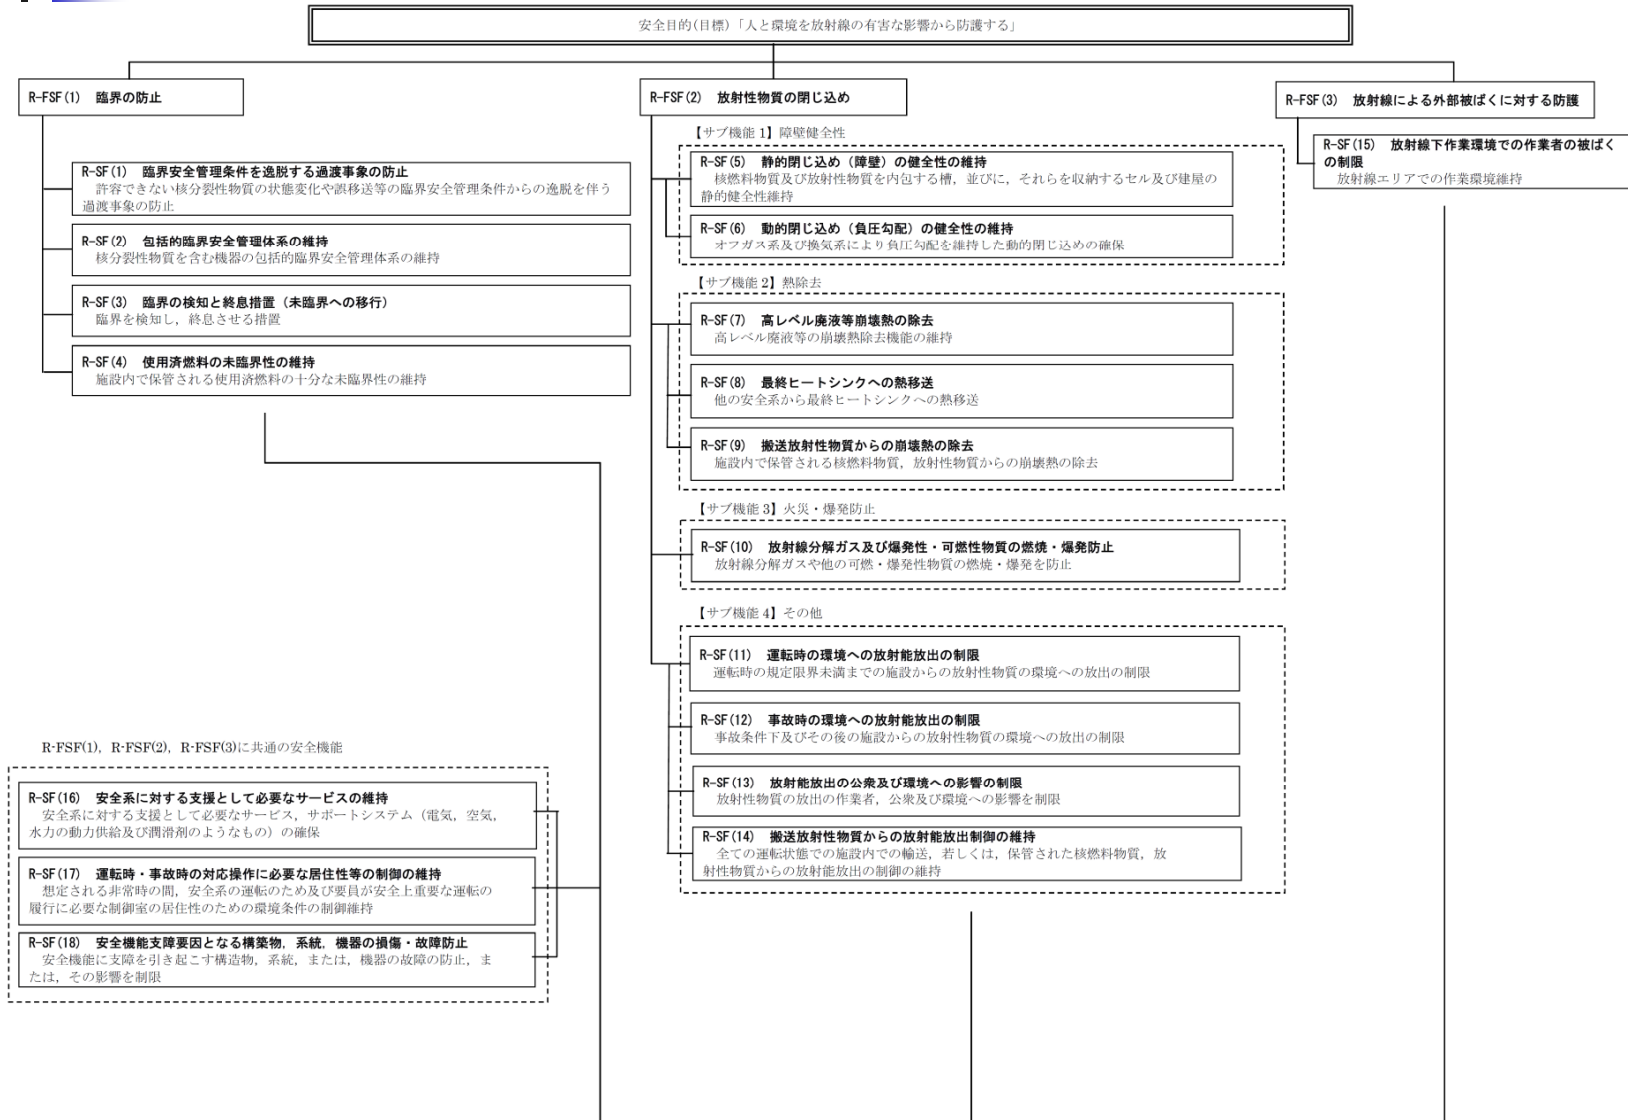 安全目的(目標)「人と環境を放射線の有害な影響から防護する」
R-FSF(1) 臨界の防止
R-SF(1) 臨界安全管理条件を逸脱する過渡事象の防止
許容できない核分裂性物質の状態変化や誤移送等の臨界安全管理条件からの逸脱を伴う
過渡事象の防止
R-SF(2) 包括的臨界安全管理体系の維持
核分裂性物質を含む機器の包括的臨界安全管理体系の維持
R-SF(3) 臨界の検知と終息措置（未臨界への移行）
臨界を検知し，終息させる措置
R-SF(4) 使用済燃料の未臨界性の維持
施設内で保管される使用済燃料の十分な未臨界性の維持
R-FSF(2) 放射性物質の閉じ込め
【サブ機能 1】障壁健全性
R-SF(5) 静的閉じ込め（障壁）の健全性の維持
核燃料物質及び放射性物質を内包する槽，並びに，それらを収納するセル及び建屋の
静的健全性維持
R-SF(6) 動的閉じ込め（負圧勾配）の健全性の維持
オフガス系及び換気系により負圧勾配を維持した動的閉じ込めの確保
【サブ機能 2】熱除去
R-SF(7) 高レベル廃液等崩壊熱の除去
高レベル廃液等の崩壊熱除去機能の維持
R-SF(8) 最終ヒートシンクへの熱移送
他の安全系から最終ヒートシンクへの熱移送
R-SF(9) 搬送放射性物質からの崩壊熱の除去
施設内で保管される核燃料物質，放射性物質からの崩壊熱の除去
【サブ機能 3】火災・爆発防止
R-SF(10) 放射線分解ガス及び爆発性・可燃性物質の燃焼・爆発防止
放射線分解ガスや他の可燃・爆発性物質の燃焼・爆発を防止
【サブ機能 4】その他
R-SF(11) 運転時の環境への放射能放出の制限
運転時の規定限界未満までの施設からの放射性物質の環境への放出の制限
R-SF(12) 事故時の環境への放射能放出の制限
事故条件下及びその後の施設からの放射性物質の環境への放出の制限
R-SF(13) 放射能放出の公衆及び環境への影響の制限
放射性物質の放出の作業者，公衆及び環境への影響を制限
R-SF(14) 搬送放射性物質からの放射能放出制御の維持
全ての運転状態での施設内での輸送，若しくは，保管された核燃料物質，放
射性物質からの放射能放出の制御の維持
R-FSF(3) 放射線による外部被ばくに対する防護
R-SF(15) 放射線下作業環境での作業者の被ばく
の制限
放射線エリアでの作業環境維持
R-FSF(1)，R-FSF(2)，R-FSF(3)に共通の安全機能
R-SF(16) 安全系に対する支援として必要なサービスの維持
安全系に対する支援として必要なサービス，サポートシステム（電気，空気，
水力の動力供給及び潤滑剤のようなもの）の確保
R-SF(17) 運転時・事故時の対応操作に必要な居住性等の制御の維持
想定される非常時の間，安全系の運転のため及び要員が安全上重要な運転の
履行に必要な制御室の居住性のための環境条件の制御維持
R-SF(18) 安全機能支障要因となる構築物，系統，機器の損傷・故障防止
安全機能に支障を引き起こす構造物，系統，または，機器の故障の防止，ま
たは，その影響を制限